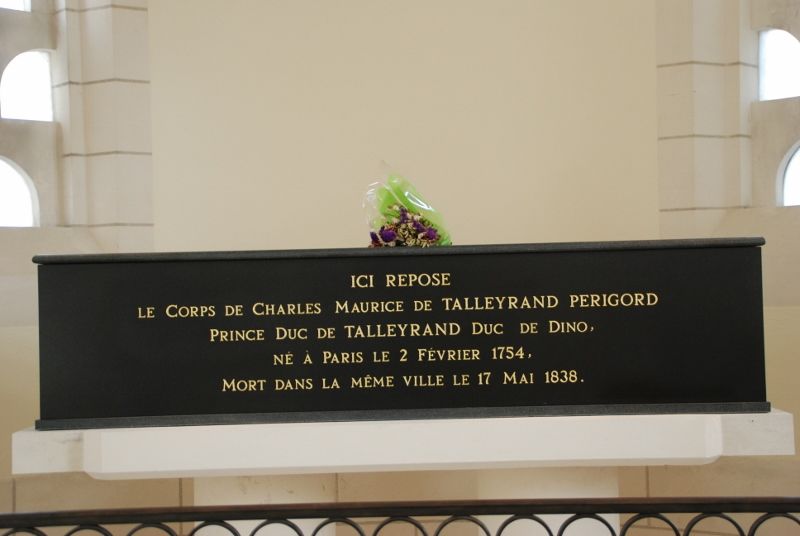 ICI REPOSE
LE CORPS DE CHARLES MAURICE DE TALLEYRAND PERIGORD
PRINCE DUC DE TALLEYRAND DUC DE DINO,
NÉ À PARIS LE 2 FÉVRIER 1754,
MORT DANS LA MÊME VILLE LE 17 MAI 1838.